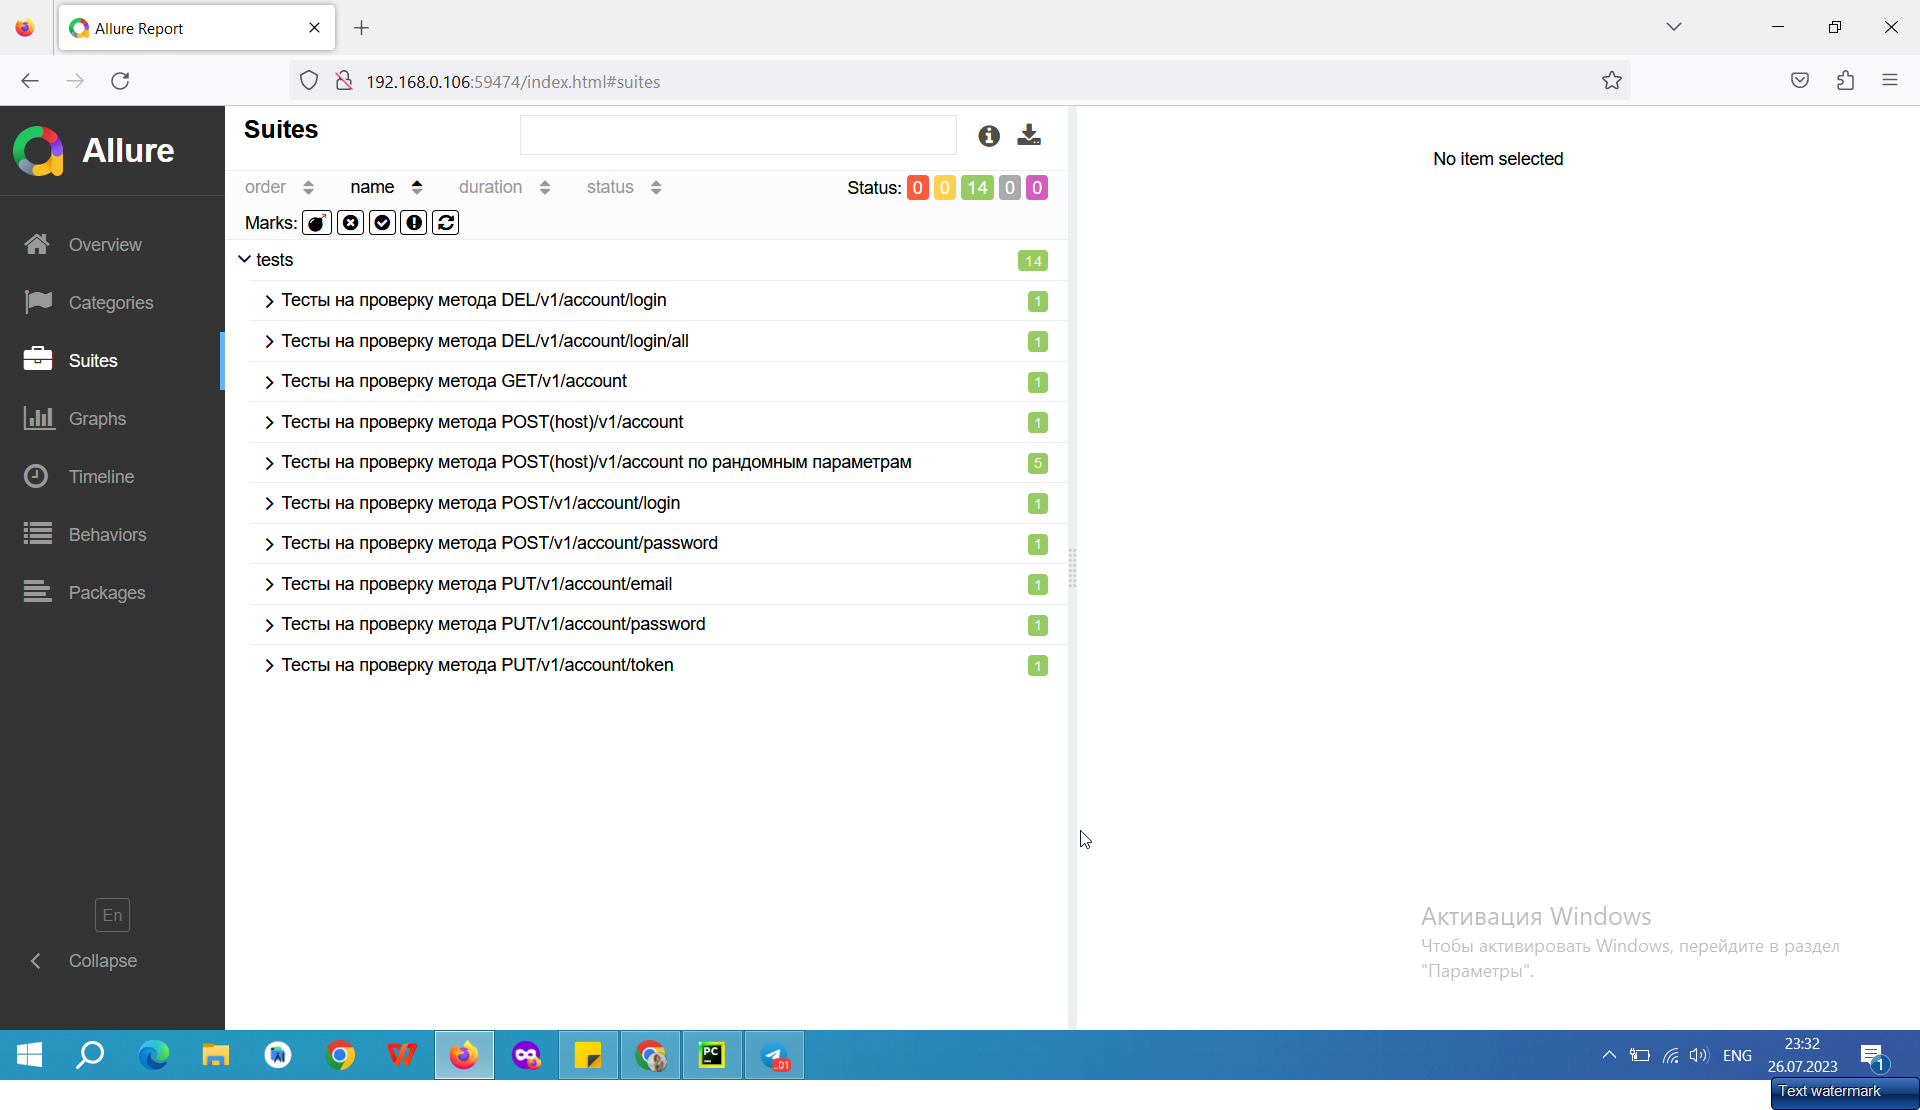 Allure Report
192.168.0.106:59474/index.html#suites
Allure
Overview
Categories
Suites
Graphs
Timeline
Behaviors
Packages
En
Collapse
Suites
order name duration status
Status: 0 0 14 0 0
Marks:
tests 14
Тесты на проверку метода DEL/v1/account/login 1
Тесты на проверку метода DEL/v1/account/login/all 1
Тесты на проверку метода GET/v1/account 1
Тесты на проверку метода POST(host)/v1/account 1
Тесты на проверку метода POST(host)/v1/account по рандомным параметрам 5
Тесты на проверку метода POST/v1/account/login 1
Тесты на проверку метода POST/v1/account/password 1
Тесты на проверку метода PUT/v1/account/email 1
Тесты на проверку метода PUT/v1/account/password 1
Тесты на проверку метода PUT/v1/account/token 1
No item selected
Активация Windows
Чтобы активировать Windows, перейдите в раздел
"Параметры".
PC
..01
ENG
23:32
26.07.2023
1
Text watermark